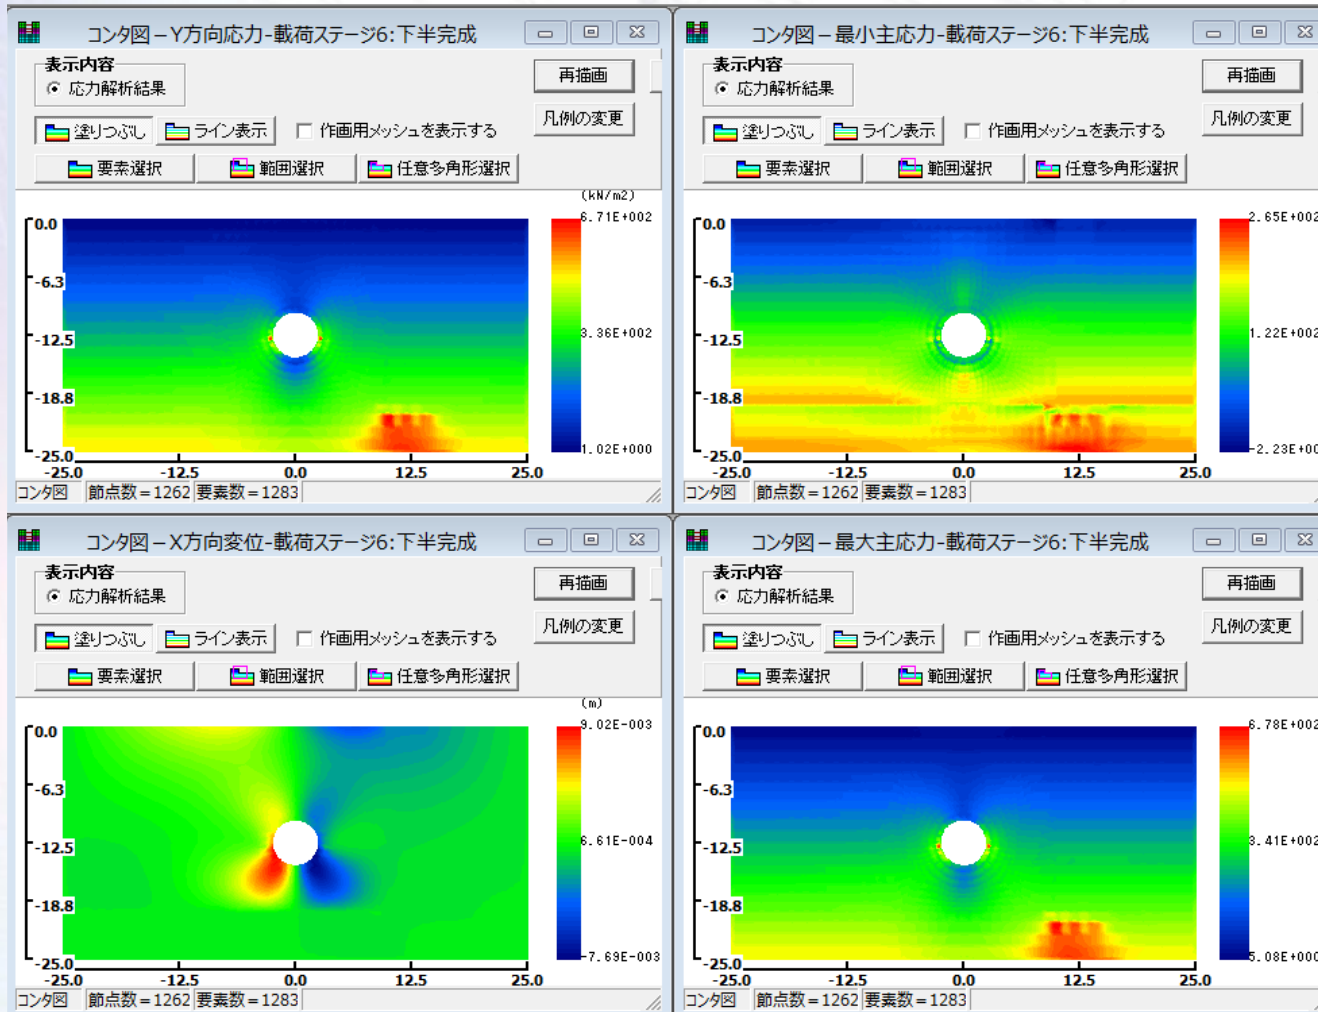 コンタ図－Y方向応力-載荷ステージ6:下半完成
表示内容
応力解析結果
再描画
凡例の変更
塗りつぶし
ライン表示
作画用メッシュを表示する
要素選択
範囲選択
任意多角形選択
(kN/m2)
6.71E+002
3.36E+002
1.02E+000
0.0
-6.3
-12.5
-18.8
-25.0
-25.0 -12.5 0.0 12.5 25.0
コンタ図 節点数=1262 要素数=1283
コンタ図－最小主応力-載荷ステージ6:下半完成
表示内容
応力解析結果
再描画
凡例の変更
塗りつぶし
ライン表示
作画用メッシュを表示する
要素選択
範囲選択
任意多角形選択
2.65E+002
1.22E+002
-2.23E+00
0.0
-6.3
-12.5
-18.8
-25.0
-25.0 -12.5 0.0 12.5 25.0
コンタ図 節点数=1262 要素数=1283
コンタ図－X方向変位-載荷ステージ6:下半完成
表示内容
応力解析結果
再描画
凡例の変更
塗りつぶし
ライン表示
作画用メッシュを表示する
要素選択
範囲選択
任意多角形選択
(m)
9.02E-003
6.61E-004
-7.69E-003
0.0
-6.3
-12.5
-18.8
-25.0
-25.0 -12.5 0.0 12.5 25.0
コンタ図 節点数=1262 要素数=1283
コンタ図－最大主応力-載荷ステージ6:下半完成
表示内容
応力解析結果
再描画
凡例の変更
塗りつぶし
ライン表示
作画用メッシュを表示する
要素選択
範囲選択
任意多角形選択
6.78E+002
3.41E+002
5.08E+000
0.0
-6.3
-12.5
-18.8
-25.0
-25.0 -12.5 0.0 12.5 25.0
コンタ図 節点数=1262 要素数=1283